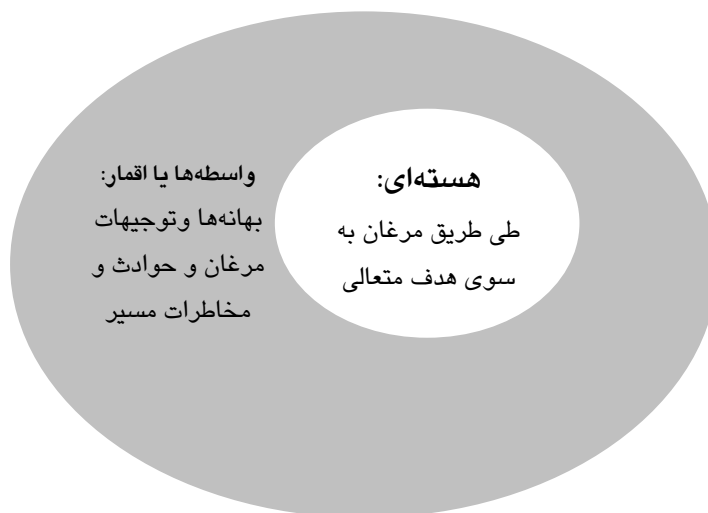 هسته‌ای:
طی طریق مرغان به
سوی هدف متعالی
واسطه‌ها یا اقمار:
بهانه‌ها وتوجیهات
مرغان و حوادث و
مخاطرات مسیر